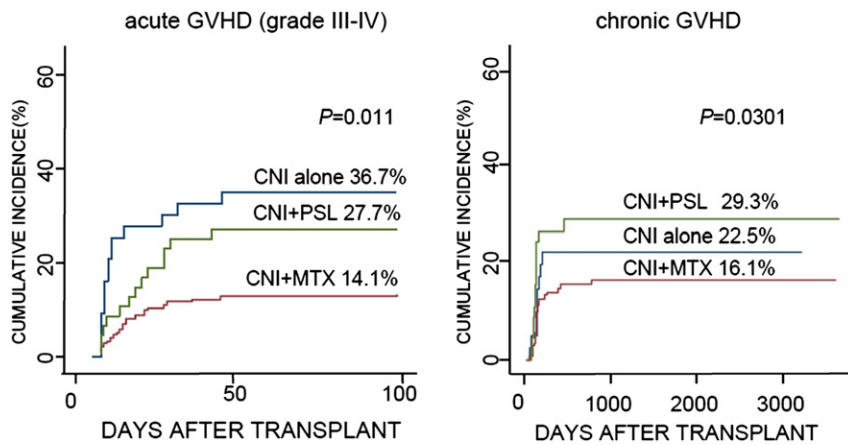 acute GVHD (grade III-IV)
CUMULATIVE INCIDENCE(%)
60
40
20
0
P=0.011
CNI alone 36.7%
CNI+PSL 27.7%
CNI+MTX 14.1%
0 50 100
DAYS AFTER TRANSPLANT
chronic GVHD
CUMULATIVE INCIDENCE(%)
60
40
20
0
P=0.0301
CNI+PSL 29.3%
CNI alone 22.5%
CNI+MTX 16.1%
0 1000 2000 3000
DAYS AFTER TRANSPLANT